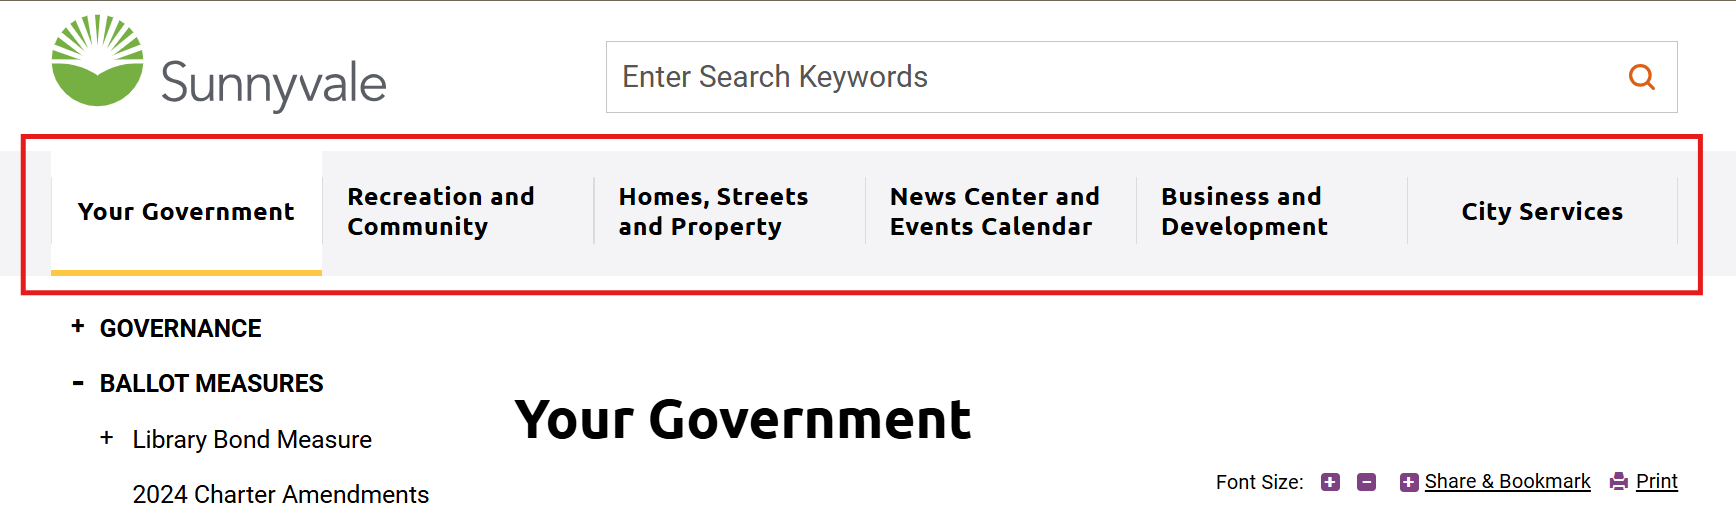 Sunnyvale
Enter Search Keywords
Your Government
Recreation and
Community
Homes, Streets
and Property
News Center and
Events Calendar
Business and
Development
City Services
+ GOVERNANCE
- BALLOT MEASURES
+ Library Bond Measure
2024 Charter Amendments
Your Government
Font Size: + - + Share & Bookmark Print